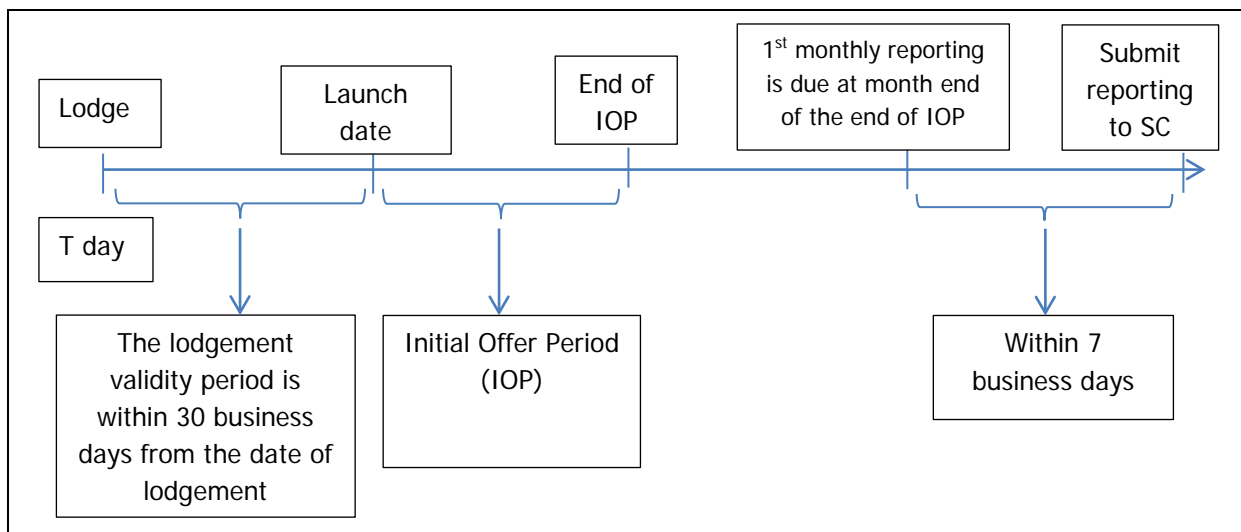 Lodge
Launch
date
End of
IOP
1st monthly reporting
is due at month end
of the end of IOP
Submit
reporting
to SC
T day
The lodgement
validity period is
within 30 business
days from the date of
lodgement
Initial Offer Period
(IOP)
Within 7
business days